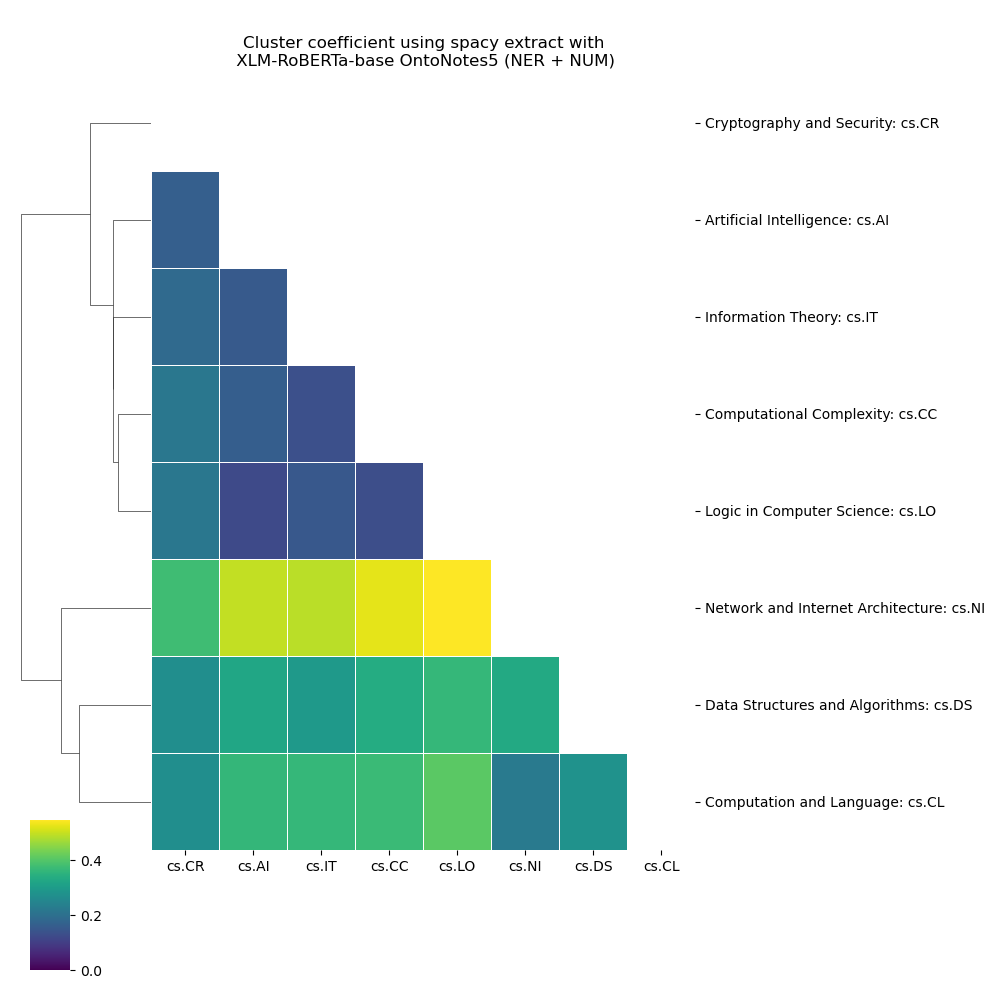 Cluster coefficient using spacy extract with
XLM-RoBERTa-base OntoNotes5 (NER + NUM)
Cryptography and Security: cs.CR
Artificial Intelligence: cs.AI
Information Theory: cs.IT
Computational Complexity: cs.CC
Logic in Computer Science: cs.LO
Network and Internet Architecture: cs.NI
Data Structures and Algorithms: cs.DS
Computation and Language: cs.CL
cs.CR cs.AI cs.IT cs.CC cs.LO cs.NI cs.DS cs.CL
0.4
0.2
0.0